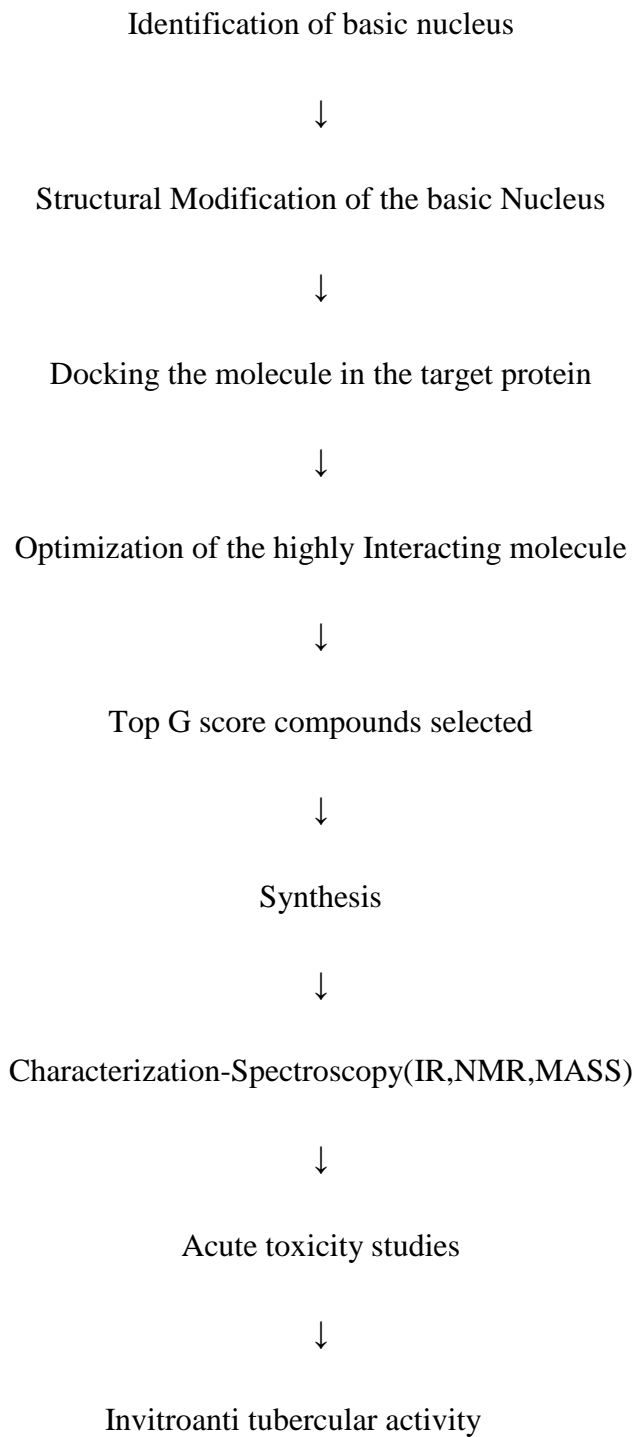 Identification of basic nucleus
↓
Structural Modification of the basic Nucleus
↓
Docking the molecule in the target protein
↓
Optimization of the highly Interacting molecule
↓
Top G score compounds selected
↓
Synthesis
↓
Characterization-Spectroscopy(IR,NMR,MASS)
↓
Acute toxicity studies
↓
Invitroanti tubercular activity